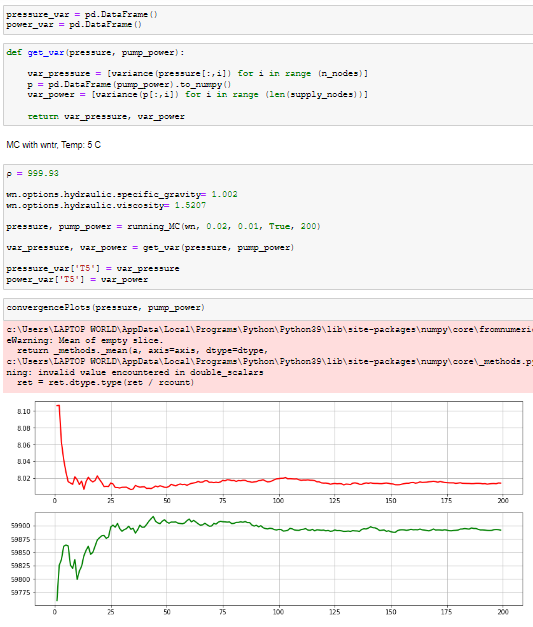 pressure_var = pd.DataFrame()
power_var = pd.DataFrame()
def get_var(pressure, pump_power):
var_pressure = [variance(pressure[:,i]) for i in range (n_nodes)]
p = pd.DataFrame(pump_power).to_numpy()
var_power = [variance(p[:,i]) for i in range (len(supply_nodes))]
return var_pressure, var_power
MC with wntr, Temp: 5 C
ρ = 999.93
wn.options.hydraulic.specific_gravity= 1.002
wn.options.hydraulic.viscosity= 1.5207
pressure, pump_power = running_MC(wn, 0.02, 0.01, True, 200)
var_pressure, var_power = get_var(pressure, pump_power)
pressure_var['T5'] = var_pressure
power_var['T5'] = var_power
convergencePlots(pressure, pump_power)
c:\Users\LAPTOP WORLD\AppData\Local\Programs\Python\Python39\lib\site-packages\numpy\core\fromnumeric
eWarning: Mean of empty slice.
return _methods._mean(a, axis=axis, dtype=dtype,
c:\Users\LAPTOP WORLD\AppData\Local\Programs\Python\Python39\lib\site-packages\numpy\core\_methods.p
ning: invalid value encountered in double_scalars
ret = ret.dtype.type(ret / rcount)
8.10
8.08
8.06
8.04
8.02
0 25 50 75 100 125 150 175 200
59900
59875
59850
59825
59800
59775
0 25 50 75 100 125 150 175 200